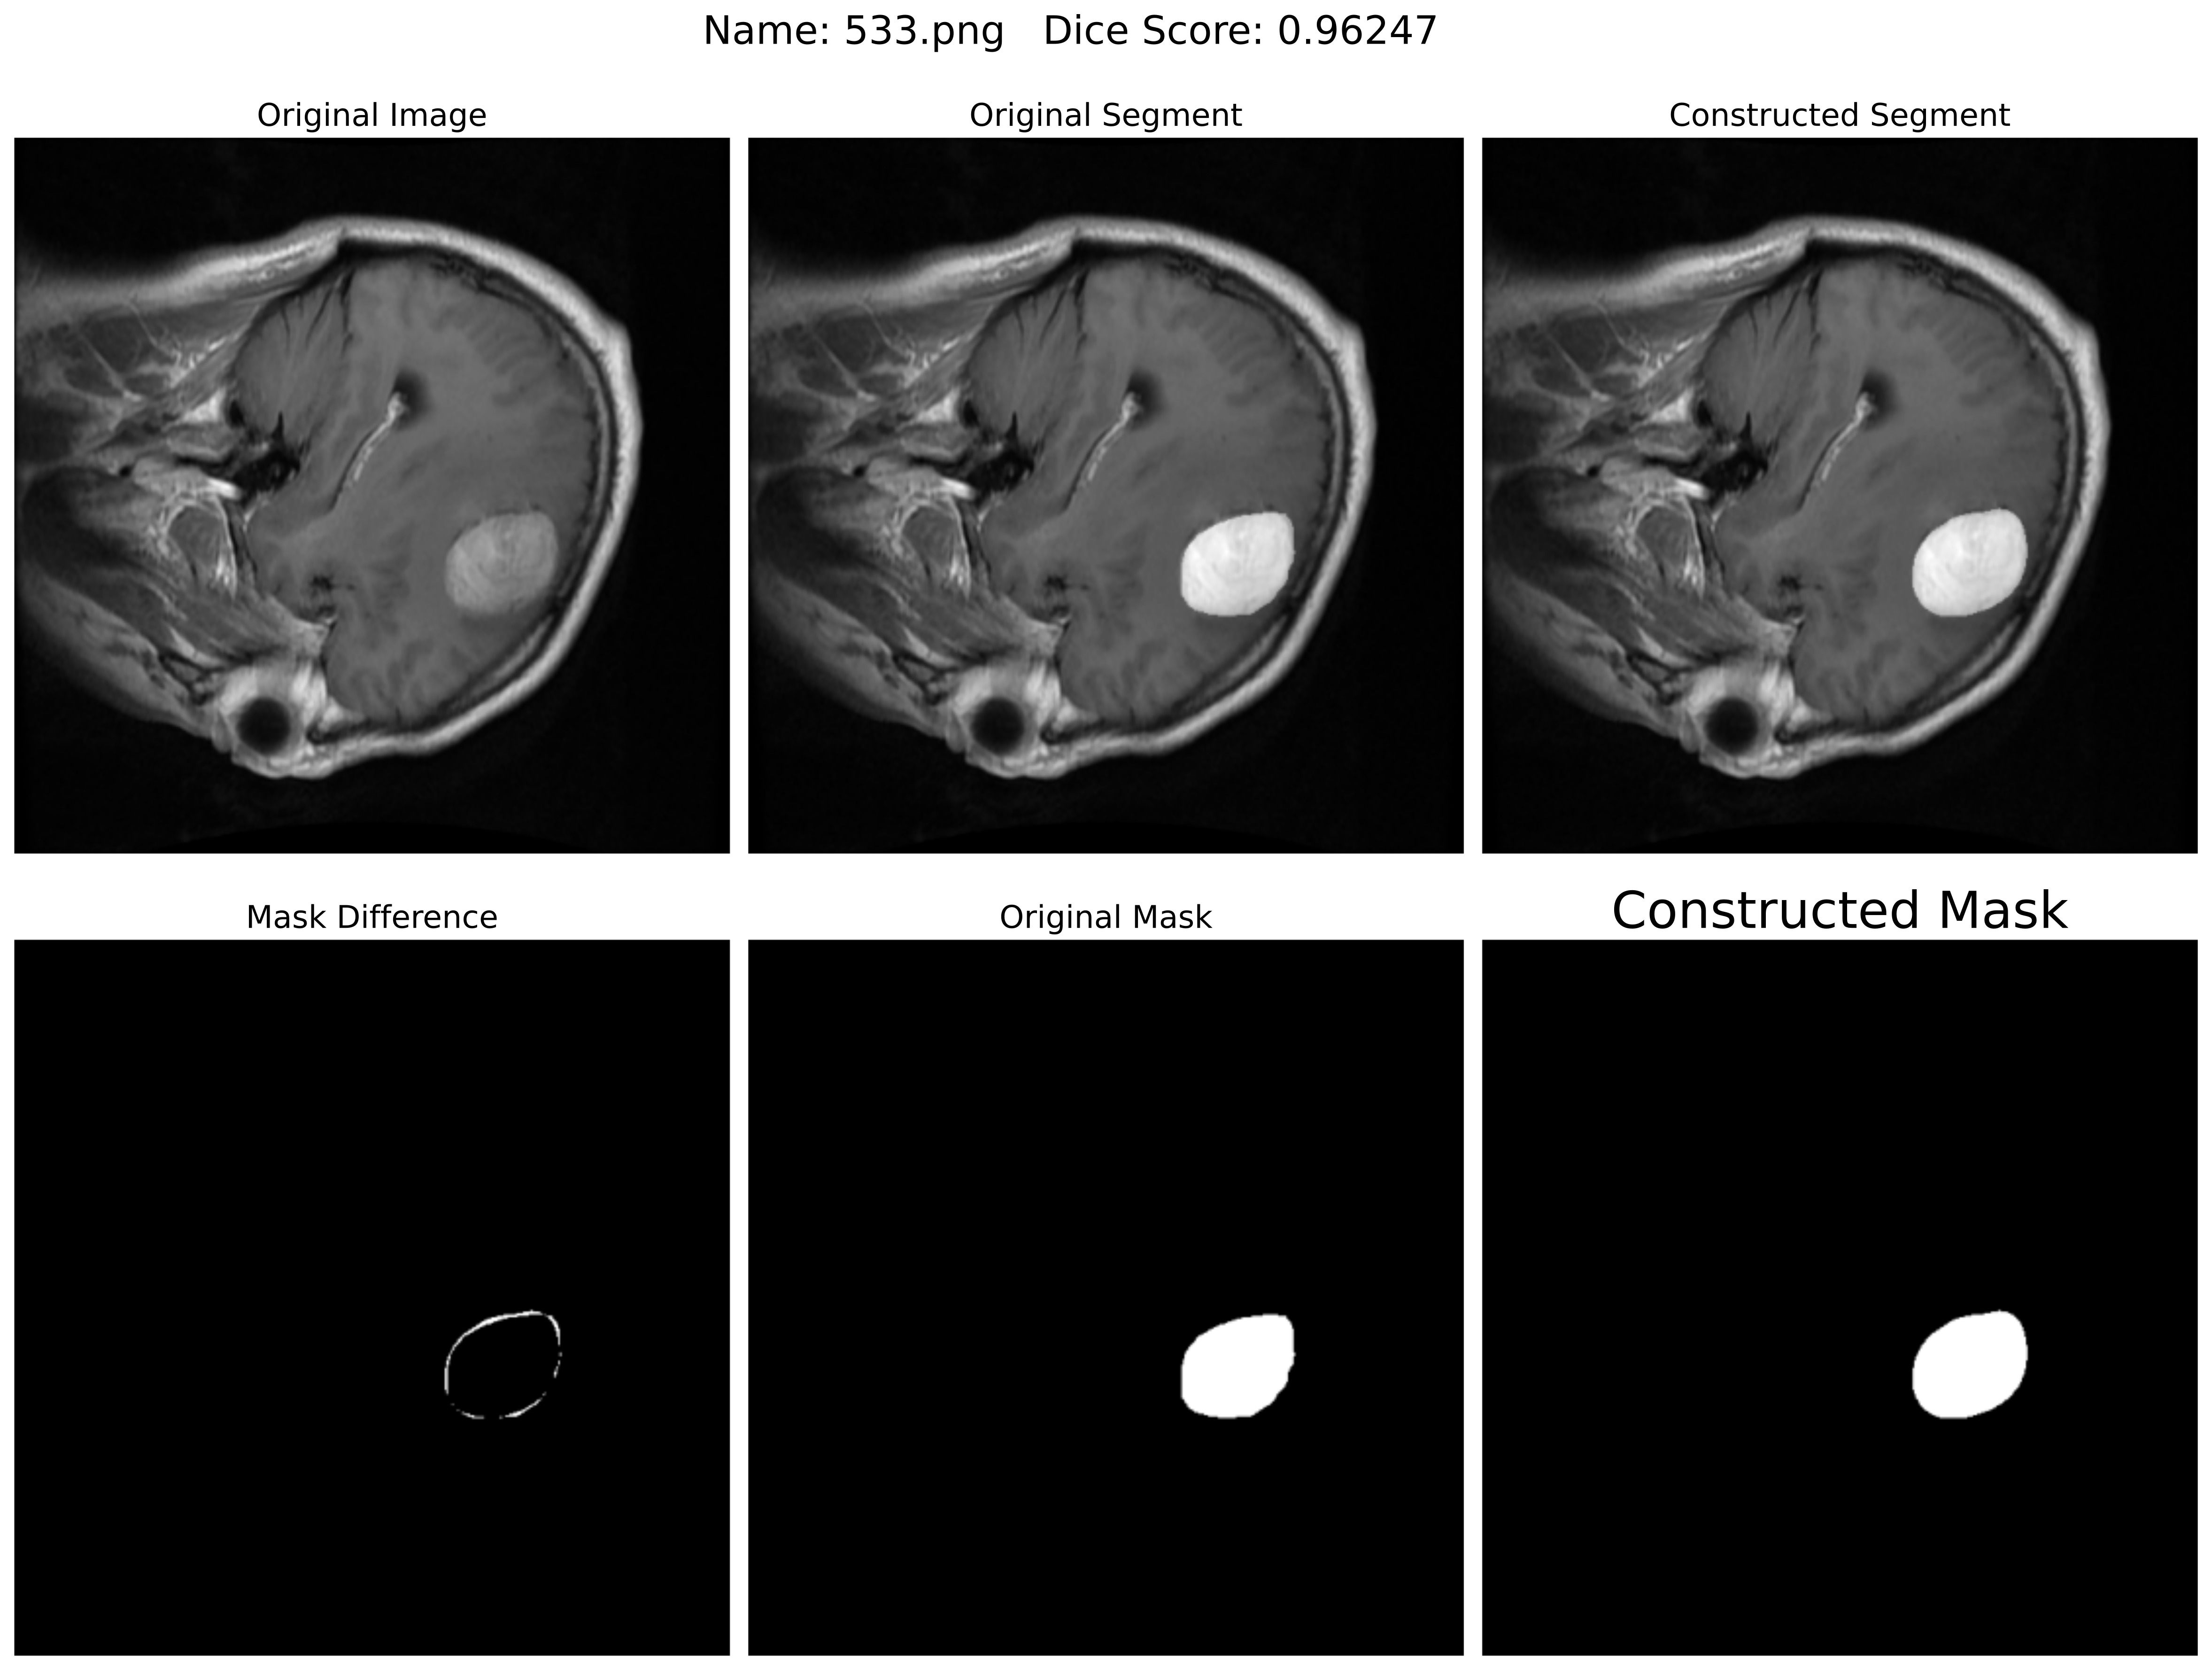 Name: 533.png   Dice Score: 0.96247
Original Image
Original Segment
Constructed Segment
Mask Difference
Original Mask
Constructed Mask